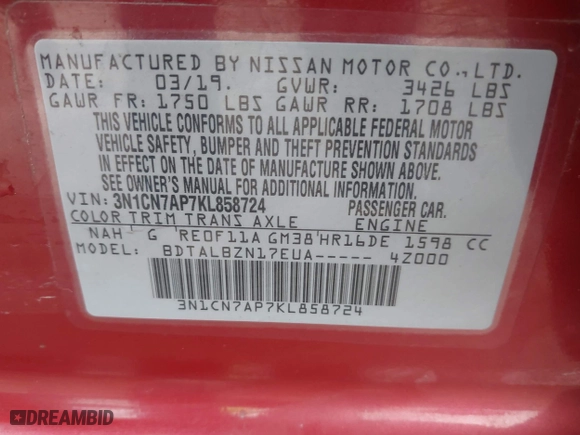 MANUFACTURED BY NISSAN MOTOR CO.,LTD.
DATE: 03/19. GVWR: 3426 LBS
GAWR FR: 1750 LBS GAWR RR: 1708 LBS
THIS VEHICLE CONFORMS TO ALL APPLICABLE FEDERAL MOTOR
VEHICLE SAFETY, BUMPER AND THEFT PREVENTION STANDARDS
IN EFFECT ON THE DATE OF MANUFACTURE SHOWN ABOVE.
SEE OWNER'S MANUAL FOR ADDITIONAL INFORMATION.
VIN: 3N1CN7AP7KL858724 PASSENGER CAR.
COLOR TRIM TRANS AXLE ENGINE
NAH G RE0F11A GM38 HR16DE 1598 CC
MODEL: BDTALBZN17EUA----- 4Z000
3N1CN7AP7KL858724
DREAMBID